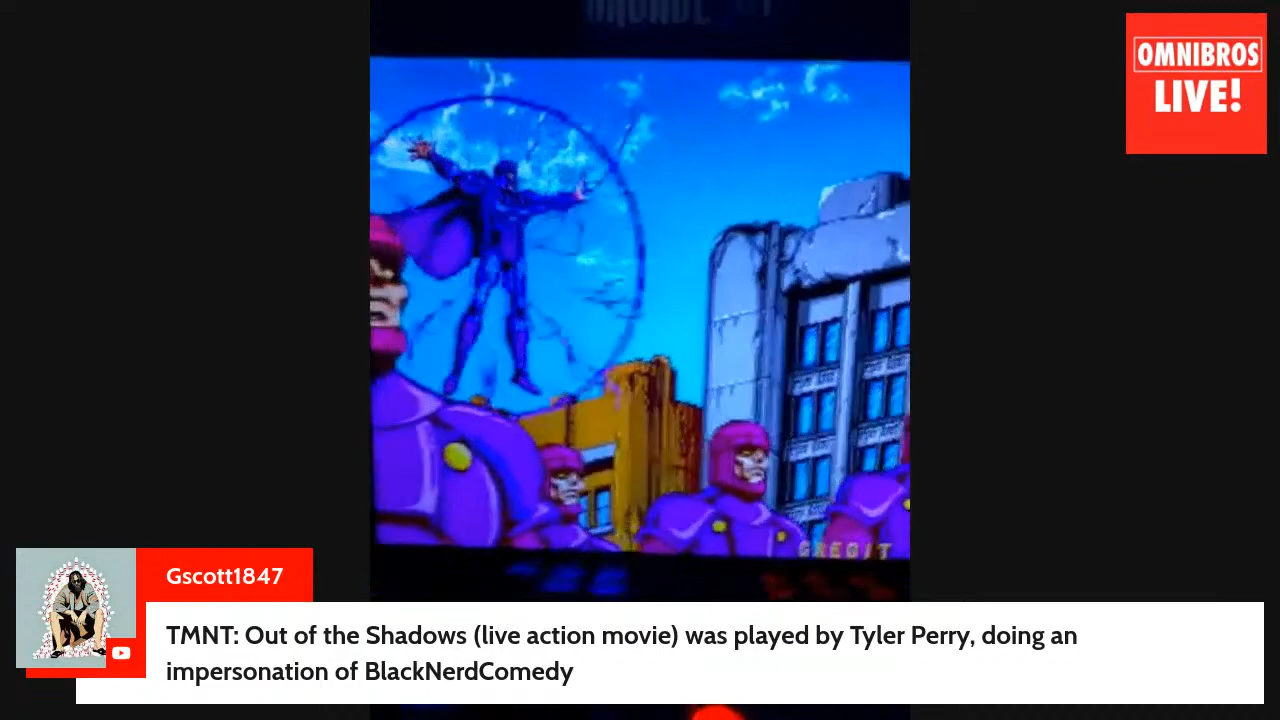 OMNIBROS
LIVE!
CREDIT
Gscott1847
TMNT: Out of the Shadows (live action movie) was played by Tyler Perry, doing an
impersonation of BlackNerdComedy